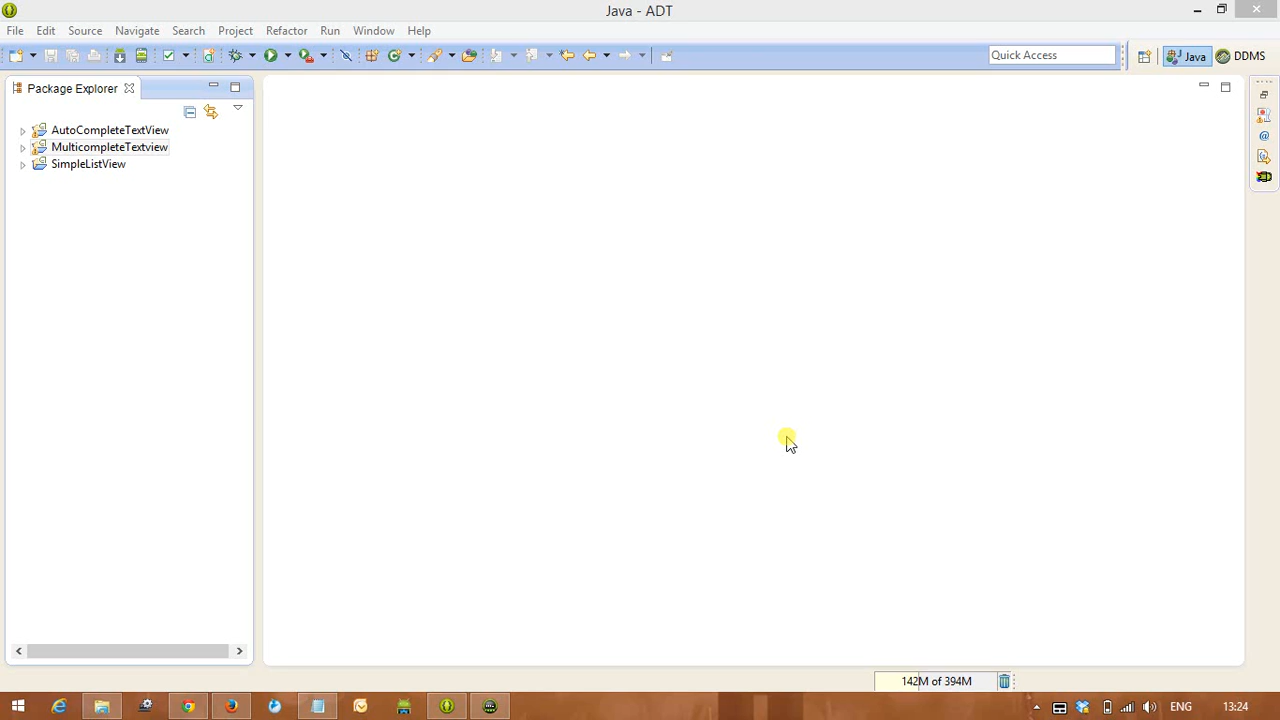 Java - ADT
File Edit Source Navigate Search Project Refactor Run Window Help
Quick Access Java DDMS
Package Explorer
AutoCompleteTextView
MulticompleteTextview
SimpleListView
142M of 394M
ENG 13:24